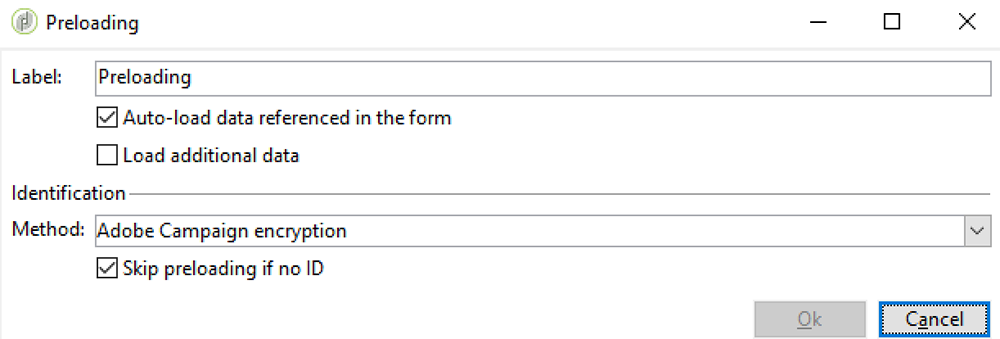 Preloading
Label: Preloading
Auto-load data referenced in the form
Load additional data
Identification
Method: Adobe Campaign encryption
Skip preloading if no ID
Ok Cancel